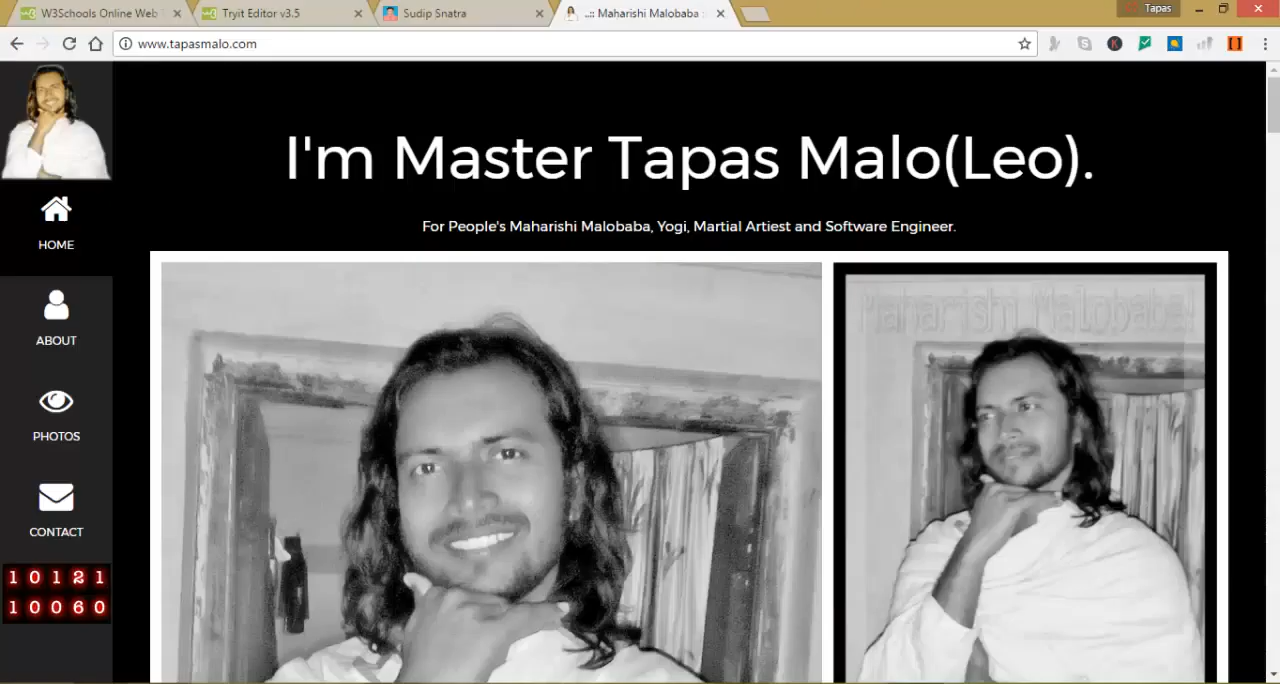 W3Schools Online Web T
Tryit Editor v3.5
Sudip Snatra
..:: Maharishi Malobaba :
Tapas
www.tapasmalo.com
I'm Master Tapas Malo(Leo).
For People's Maharishi Malobaba, Yogi, Martial Artiest and Software Engineer.
HOME
Maharishi Malobaba!
ABOUT
PHOTOS
CONTACT
10121
10060